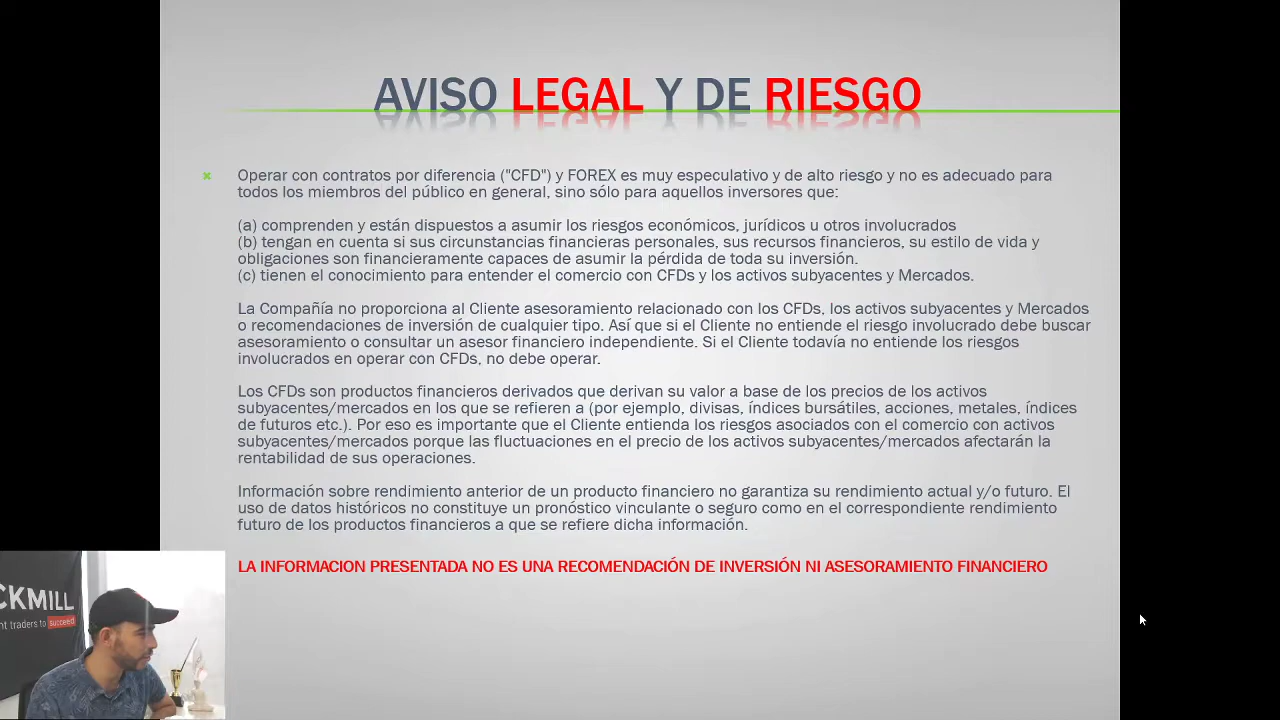 AVISO LEGAL Y DE RIESGO
Operar con contratos por diferencia ("CFD") y FOREX es muy especulativo y de alto riesgo y no es adecuado para
todos los miembros del público en general, sino sólo para aquellos inversores que:
(a) comprenden y están dispuestos a asumir los riesgos económicos, jurídicos u otros involucrados
(b) tengan en cuenta si sus circunstancias financieras personales, sus recursos financieros, su estilo de vida y
obligaciones son financieramente capaces de asumir la pérdida de toda su inversión.
(c) tienen el conocimiento para entender el comercio con CFDs y los activos subyacentes y Mercados.
La Compañía no proporciona al Cliente asesoramiento relacionado con los CFDs, los activos subyacentes y Mercados
o recomendaciones de inversión de cualquier tipo. Así que si el Cliente no entiende el riesgo involucrado debe buscar
asesoramiento o consultar un asesor financiero independiente. Si el Cliente todavía no entiende los riesgos
involucrados en operar con CFDs, no debe operar.
Los CFDs son productos financieros derivados que derivan su valor a base de los precios de los activos
subyacentes/mercados en los que se refieren a (por ejemplo, divisas, índices bursátiles, acciones, metales, índices
de futuros etc.). Por eso es importante que el Cliente entienda los riesgos asociados con el comercio con activos
subyacentes/mercados porque las fluctuaciones en el precio de los activos subyacentes/mercados afectarán la
rentabilidad de sus operaciones.
Información sobre rendimiento anterior de un producto financiero no garantiza su rendimiento actual y/o futuro. El
uso de datos históricos no constituye un pronóstico vinculante o seguro como en el correspondiente rendimiento
futuro de los productos financieros a que se refiere dicha información.
LA INFORMACION PRESENTADA NO ES UNA RECOMENDACIÓN DE INVERSIÓN NI ASESORAMIENTO FINANCIERO
CKMILL
nt traders to succeed